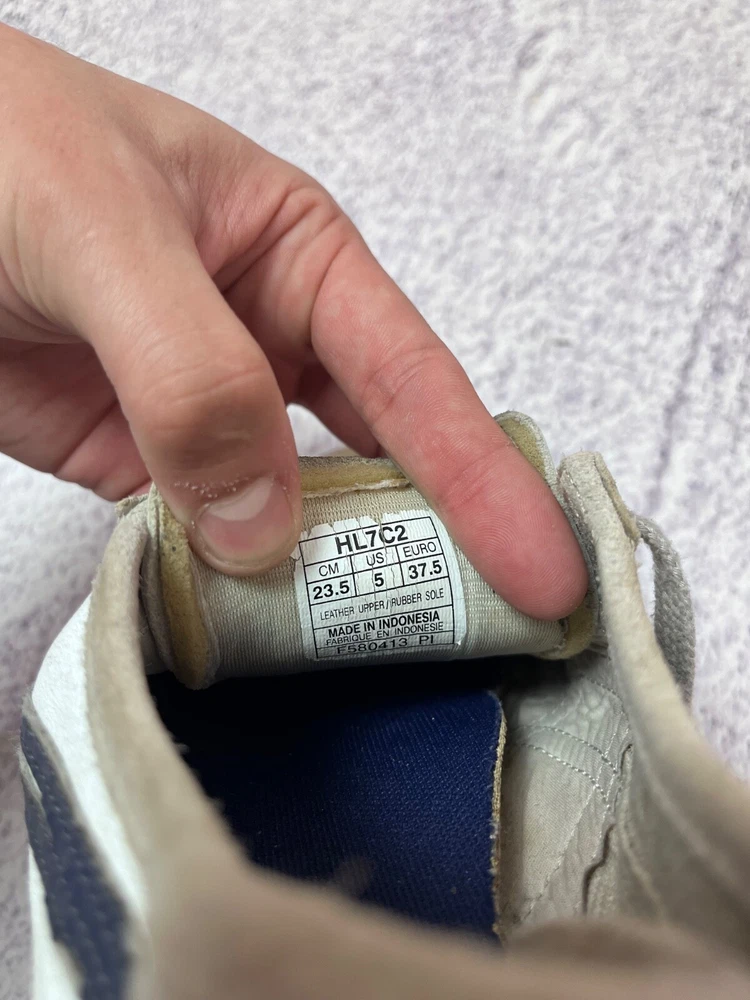 HL7C2
CM US EURO
23.5 5 37.5
LEATHER UPPER/RUBBER SOLE
MADE IN INDONESIA
FABRIQUE EN INDONESIE
F580413 PI